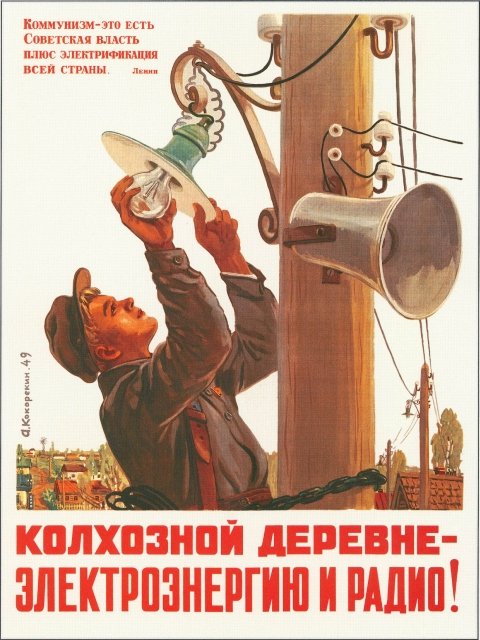 Коммунизм-это есть
Советская власть
плюс электрификация
всей страны. Ленин
А.Кокорекин.49
КОЛХОЗНОЙ ДЕРЕВНЕ-
ЭЛЕКТРОЭНЕРГИЮ И РАДИО!